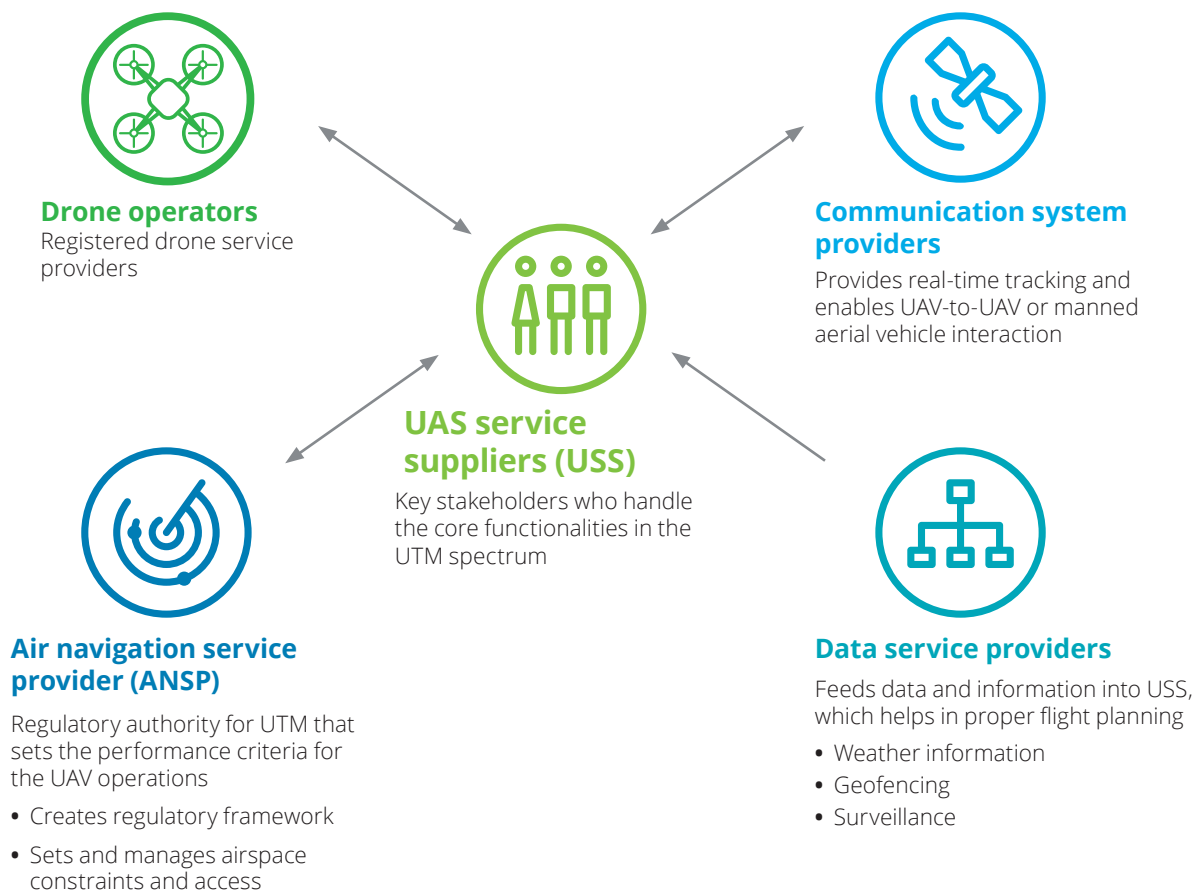 Drone operators
Registered drone service
providers
Communication system
providers
Provides real-time tracking and
enables UAV-to-UAV or manned
aerial vehicle interaction
UAS service
suppliers (USS)
Key stakeholders who handle
the core functionalities in the
UTM spectrum
Air navigation service
provider (ANSP)
Regulatory authority for UTM that
sets the performance criteria for
the UAV operations
• Creates regulatory framework
• Sets and manages airspace
constraints and access
Data service providers
Feeds data and information into USS,
which helps in proper flight planning
• Weather information
• Geofencing
• Surveillance